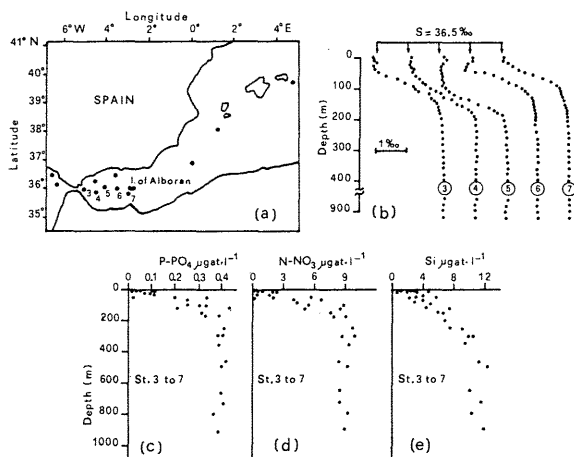 Longitude
6° W 4° 2° 0° 2° 4° E
41° N
40°
39°
38°
37°
36°
35°
Latitude
SPAIN
I. of Alboran
3 4 5 6 7
(a)
S = 36.5‰
0
100
200
300
400
900
Depth (m)
1‰
3 4 5 6 7
(b)
P-PO4 µgat·l-1
0 0.1 0.2 0.3 0.4
0
200
400
600
800
1000
Depth (m)
St. 3 to 7
(c)
N-NO3 µgat·l-1
0 3 6 9 12
St. 3 to 7
(d)
Si µgat·l-1
0 4 8 12
St. 3 to 7
(e)